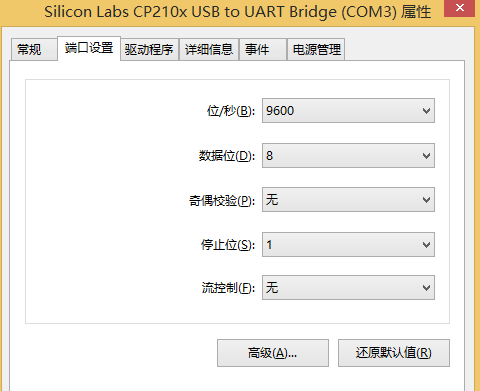 Silicon Labs CP210x USB to UART Bridge (COM3) 属性
常规 端口设置 驱动程序 详细信息 事件 电源管理
位/秒(B): 9600
数据位(D): 8
奇偶校验(P): 无
停止位(S): 1
流控制(F): 无
高级(A)... 还原默认值(R)